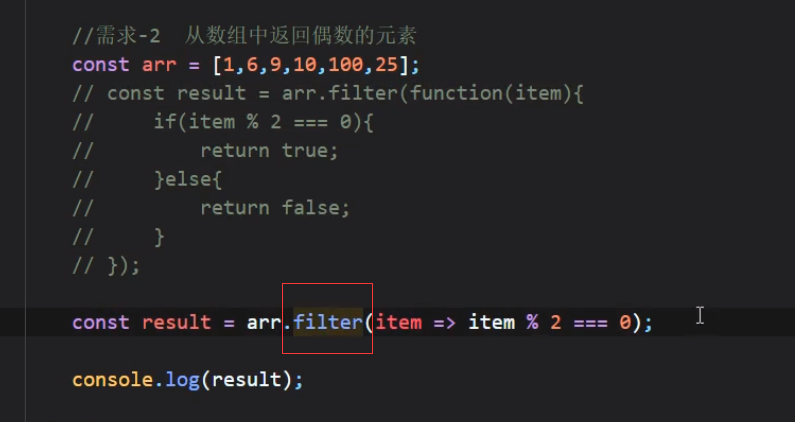 //需求-2  从数组中返回偶数的元素
const arr = [1,6,9,10,100,25];
// const result = arr.filter(function(item){
//     if(item % 2 === 0){
//         return true;
//     }else{
//         return false;
//     }
// });
const result = arr.filter(item => item % 2 === 0);
console.log(result);